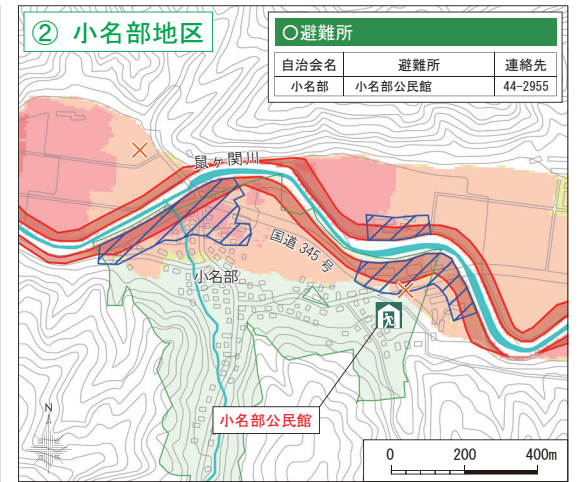 ② 小名部地区
○避難所
自治会名 避難所 連絡先
小名部 小名部公民館 44-2955
鼠ヶ関川
国道 345 号
小名部
小名部公民館
N
0 200 400m